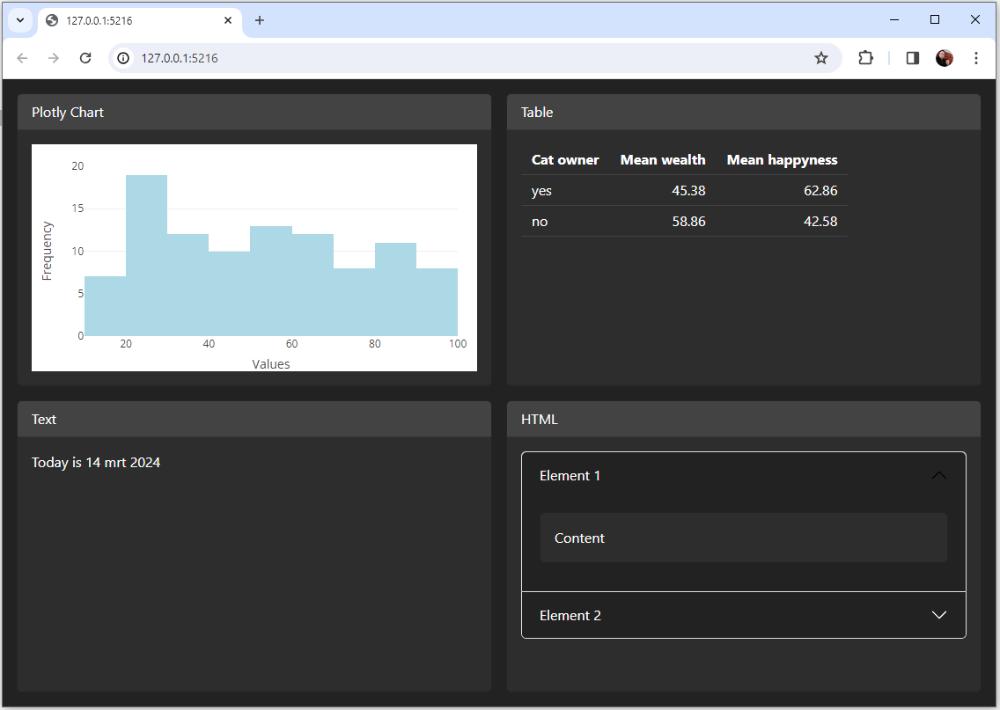 127.0.0.1:5216
127.0.0.1:5216
Plotly Chart
20
15
10
5
0
Frequency
20 40 60 80 100
Values
Table
Cat owner Mean wealth Mean happyness
yes 45.38 62.86
no 58.86 42.58
Text
Today is 14 mrt 2024
HTML
Element 1
Content
Element 2